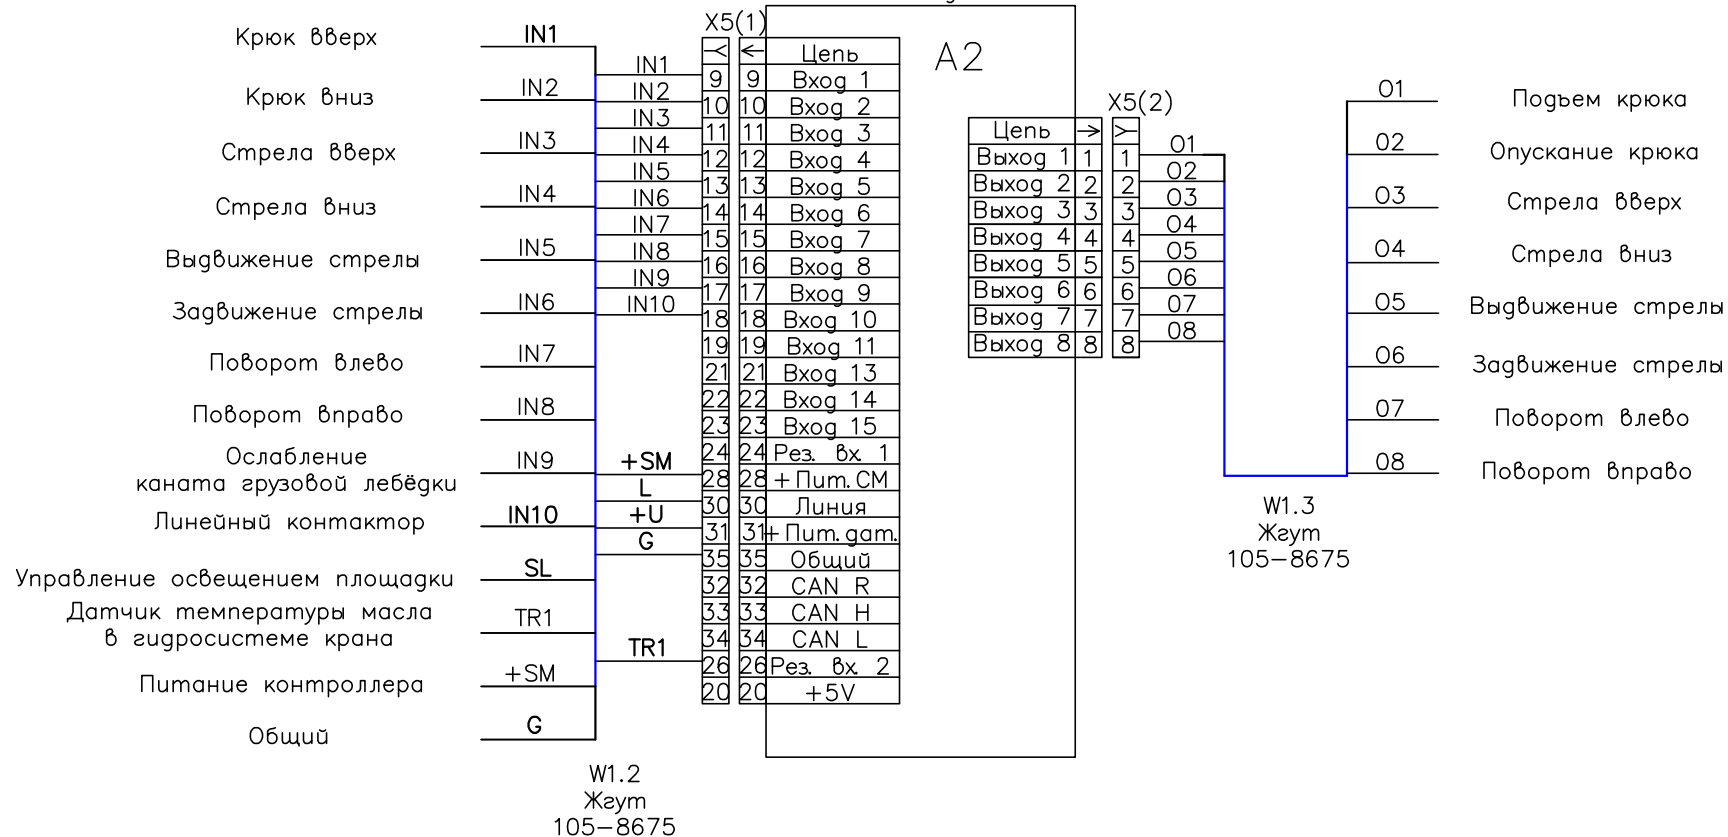 Крюк вверх
IN1
Крюк вниз
IN2
Стрела вверх
IN3
Стрела вниз
IN4
Выдвижение стрелы
IN5
Задвижение стрелы
IN6
Поворот влево
IN7
Поворот вправо
IN8
Ослабление
каната грузовой лебёдки
IN9
Линейный контактор
IN10
Управление освещением площадки
SL
Датчик температуры масла
в гидросистеме крана
TR1
Питание контроллера
+SM
Общий
G
W1.2
Жгут
105-8675
IN1
IN2
IN3
IN4
IN5
IN6
IN7
IN8
IN9
IN10
+SM
L
+U
G
TR1
X5(1)
Цепь
9 9 Вход 1
10 10 Вход 2
11 11 Вход 3
12 12 Вход 4
13 13 Вход 5
14 14 Вход 6
15 15 Вход 7
16 16 Вход 8
17 17 Вход 9
18 18 Вход 10
19 19 Вход 11
21 21 Вход 13
22 22 Вход 14
23 23 Вход 15
24 24 Рез. вх. 1
28 28 +Пит. СМ
30 30 Линия
31 31 +Пит. дат.
35 35 Общий
32 32 CAN R
33 33 CAN H
34 34 CAN L
26 26 Рез. вх. 2
20 20 +5V
A2
X5(2)
Цепь
Выход 1 1 1
Выход 2 2 2
Выход 3 3 3
Выход 4 4 4
Выход 5 5 5
Выход 6 6 6
Выход 7 7 7
Выход 8 8 8
O1
O2
O3
O4
O5
O6
O7
O8
W1.3
Жгут
105-8675
O1
Подъем крюка
O2
Опускание крюка
O3
Стрела вверх
O4
Стрела вниз
O5
Выдвижение стрелы
O6
Задвижение стрелы
O7
Поворот влево
O8
Поворот вправо